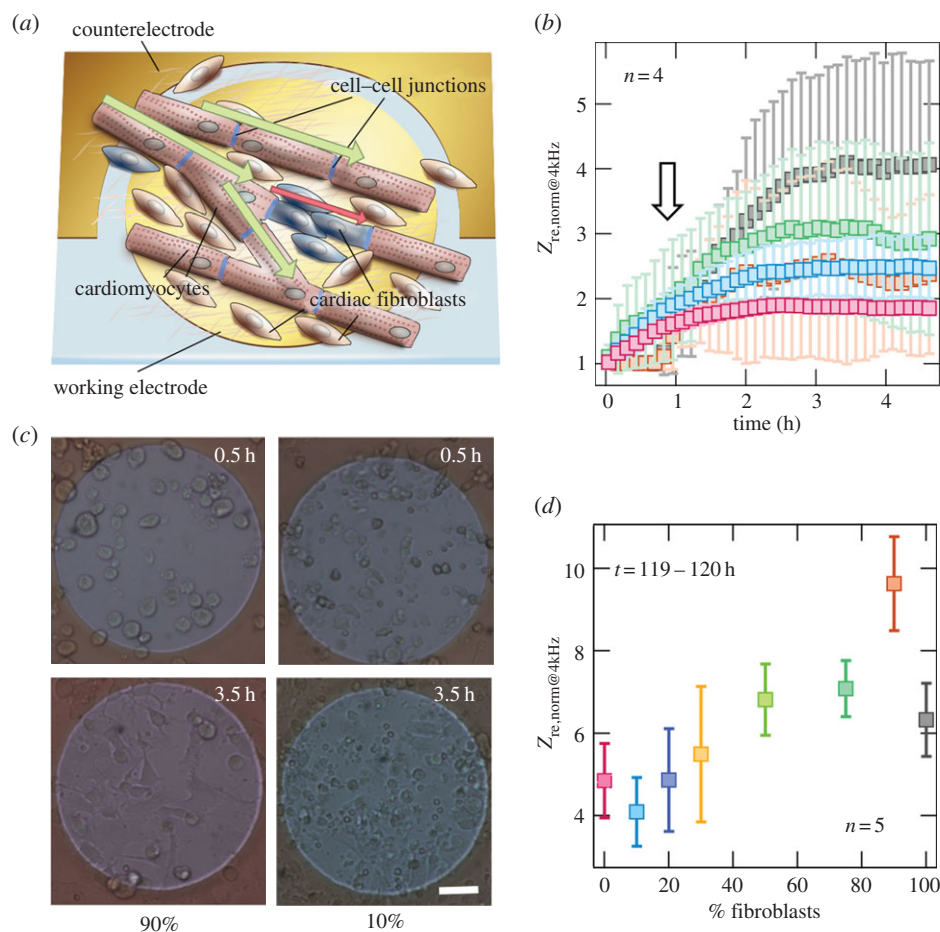 (a)
counterelectrode
cell–cell junctions
cardiomyocytes
cardiac fibroblasts
working electrode
(b)
n = 4
Z re,norm@4kHz
5
4
3
2
1
0 1 2 3 4
time (h)
(c)
0.5 h
0.5 h
3.5 h
3.5 h
90%
10%
(d)
t = 119 – 120 h
Z re,norm@4kHz
10
8
6
4
n = 5
0 20 40 60 80 100
% fibroblasts